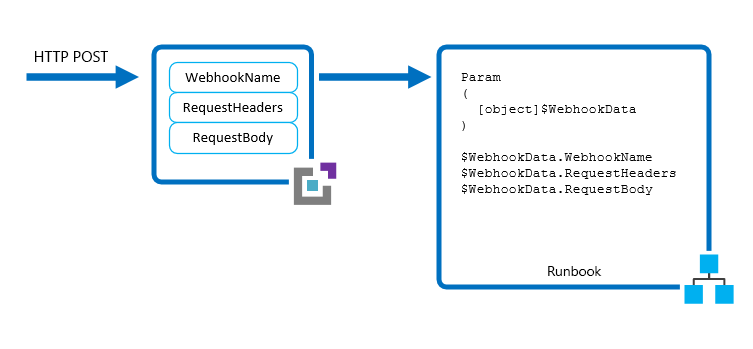 HTTP POST
WebhookName
RequestHeaders
RequestBody
Param
(
[object]$WebhookData
)
$WebhookData.WebhookName
$WebhookData.RequestHeaders
$WebhookData.RequestBody
Runbook